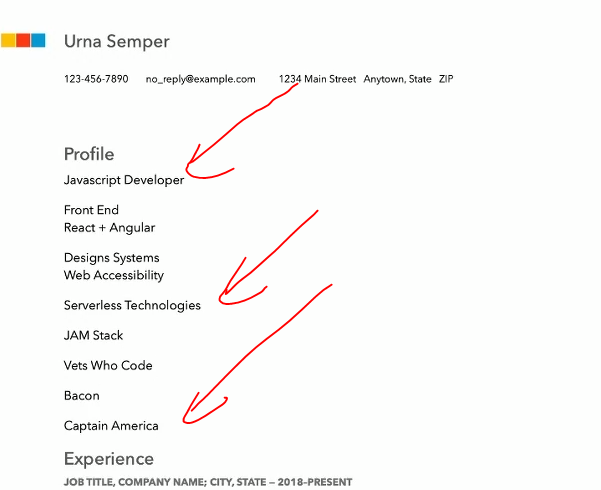 Urna Semper
123-456-7890 no_reply@example.com 1234 Main Street Anytown, State ZIP
Profile
Javascript Developer
Front End
React + Angular
Designs Systems
Web Accessibility
Serverless Technologies
JAM Stack
Vets Who Code
Bacon
Captain America
Experience
JOB TITLE, COMPANY NAME; CITY, STATE — 2018-PRESENT